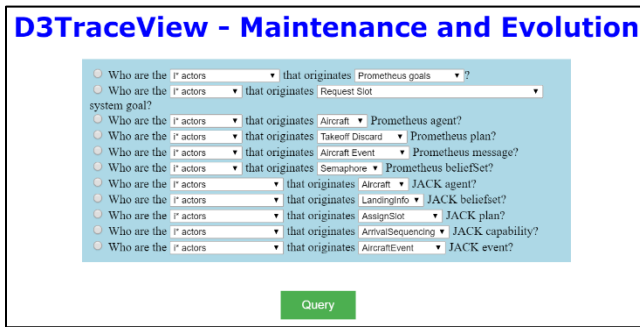 D3TraceView - Maintenance and Evolution
Who are the i* actors that originates Prometheus goals ?
Who are the i* actors that originates Request Slot
system goal?
Who are the i* actors that originates Aircraft Prometheus agent?
Who are the i* actors that originates Takeoff Discard Prometheus plan?
Who are the i* actors that originates Aircraft Event Prometheus message?
Who are the i* actors that originates Semaphore Prometheus beliefSet?
Who are the i* actors that originates Aircraft JACK agent?
Who are the i* actors that originates LandingInfo JACK beliefset?
Who are the i* actors that originates AssignSlot JACK plan?
Who are the i* actors that originates ArrivalSequencing JACK capability?
Who are the i* actors that originates AircraftEvent JACK event?
Query